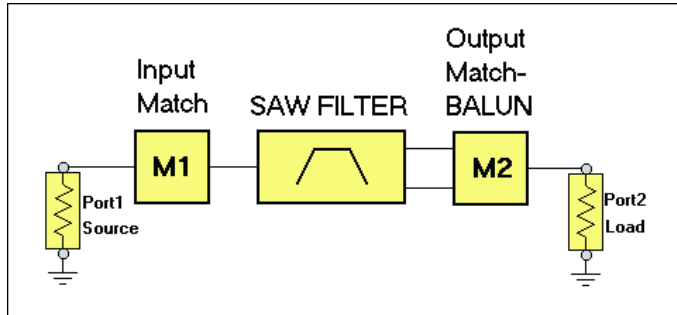 Input
Match
SAW FILTER
Output
Match-
BALUN
M1
M2
Port1
Source
Port2
Load